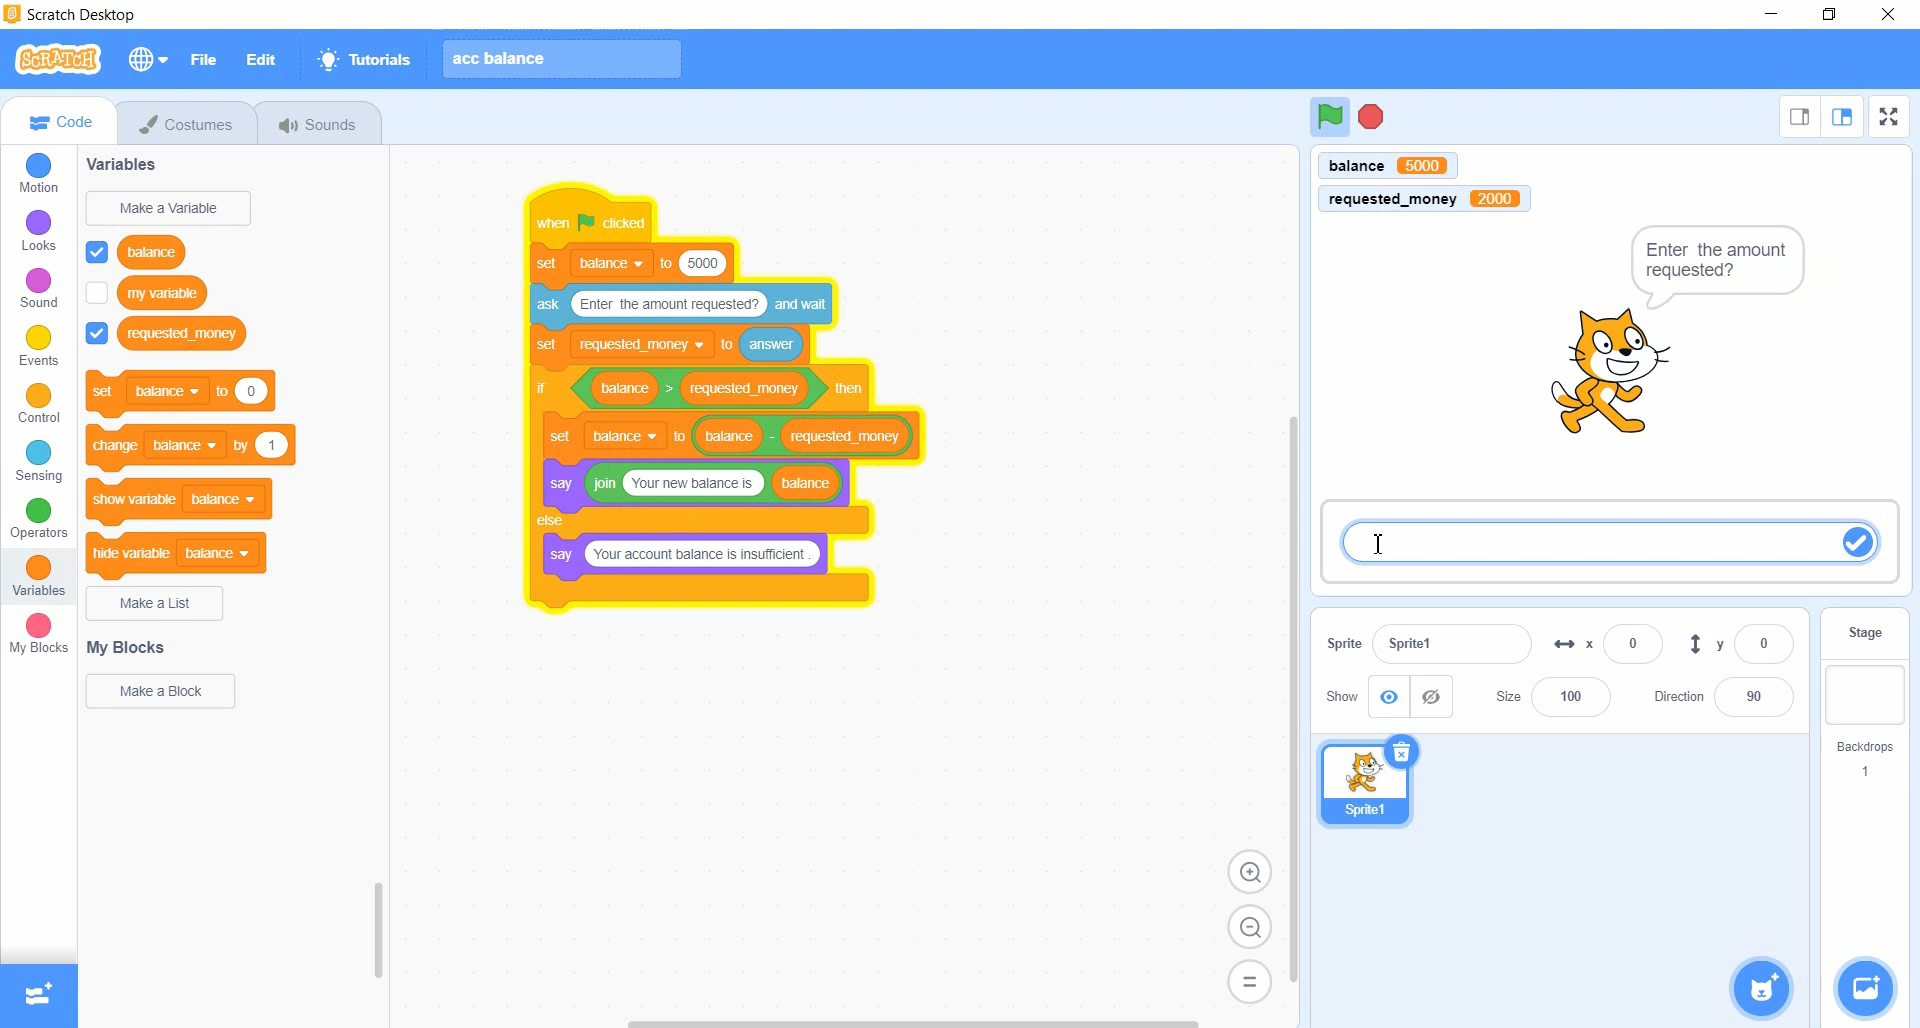 Scratch Desktop
SCRATCH File Edit Tutorials acc balance
Code Costumes Sounds
Motion
Looks
Sound
Events
Control
Sensing
Operators
Variables
My Blocks
Variables
Make a Variable
balance
my variable
requested_money
set balance to 0
change balance by 1
show variable balance
hide variable balance
Make a List
My Blocks
Make a Block
when clicked
set balance to 5000
ask Enter the amount requested? and wait
set requested_money to answer
if balance > requested_money then
set balance to balance - requested_money
say join Your new balance is balance
else
say Your account balance is insufficient .
balance 5000
requested_money 2000
Enter the amount
requested?
Sprite Sprite1 x 0 y 0
Show Size 100 Direction 90
Sprite1
Stage
Backdrops
1